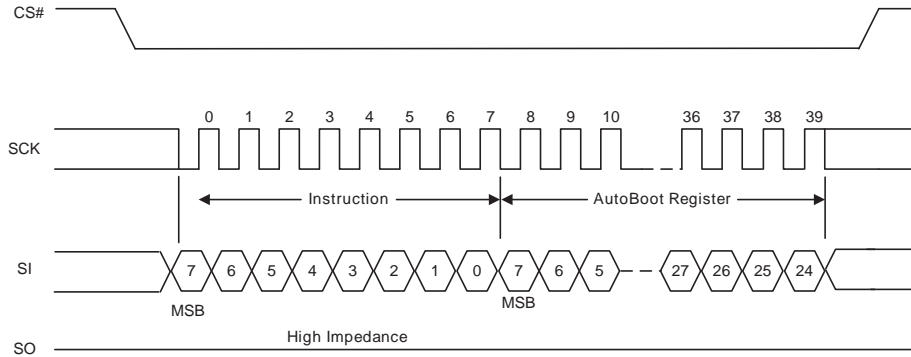 CS#
0 1 2 3 4 5 6 7 8 9 10 36 37 38 39
SCK
Instruction AutoBoot Register
SI 7 6 5 4 3 2 1 0 7 6 5 27 26 25 24
MSB MSB
High Impedance
SO